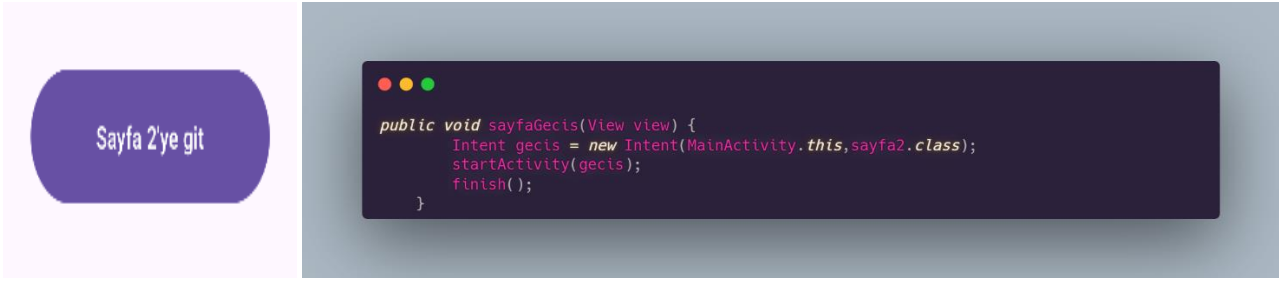 Sayfa 2'ye git
public void sayfaGecis(View view) {
        Intent gecis = new Intent(MainActivity.this,sayfa2.class);
        startActivity(gecis);
        finish();
    }